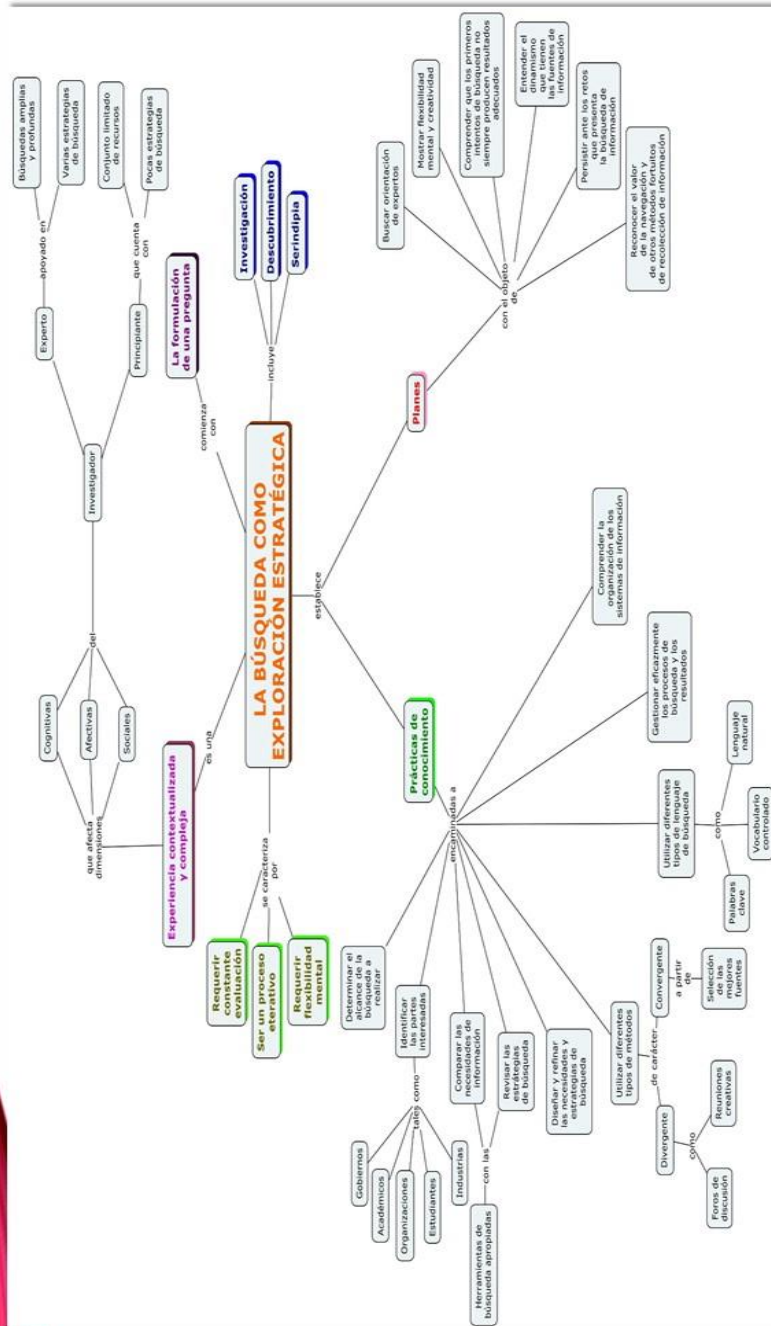 LA BÚSQUEDA COMO
EXPLORACIÓN ESTRATÉGICA
es una
Experiencia contextualizada
y compleja
que afecta
dimensiones
Cognitivas
Afectivas
Sociales
del
Investigador
Experto
apoyado en
Búsquedas amplias
y profundas
Varias estrategias
de búsqueda
Principiante
que cuenta
con
Conjunto limitado
de recursos
Pocas estrategias
de búsqueda
comienza
con
La formulación
de una pregunta
incluye
Investigación
Descubrimiento
Serindipia
se caracteriza
por
Requerir
constante
evaluación
Ser un proceso
eterativo
Requerir
flexibilidad
mental
establece
Prácticas de
conocimiento
encaminadas a
Determinar el
alcance de la
búsqueda a
realizar
Identificar
las partes
interesadas
tales como
Gobiernos
Académicos
Organizaciones
Estudiantes
Industrias
Comparar las
necesidades de
información
Revisar las
estrátegias
de búsqueda
con las
Herramientas de
búsqueda apropiadas
Diseñar y refinar
las necesidades y
estrategias de
búsqueda
Utilizar diferentes
tipos de métodos
de carácter
Divergente
como
Foros de
discusión
Reuniones
creativas
Convergente
a partir
de
Selección
de las
mejores
fuentes
Utilizar diferentes
tipos de lenguaje
de búsqueda
como
Palabras
clave
Vocabulario
controlado
Lenguaje
natural
Gestionar eficazmente
los procesos de
búsqueda y los
resultados
Comprender la
organización de los
sistemas de información
Planes
con el objeto
de
Buscar orientación
de expertos
Mostrar flexibilidad
mental y creatividad
Comprender que los primeros
intentos de búsqueda no
siempre producen resultados
adecuados
Entender el
dinamismo
que tienen
las fuentes de
información
Persistir ante los retos
que presenta
la búsqueda de
información
Reconocer el valor
de la navegación y
de otros métodos fortuitos
de recolección de información